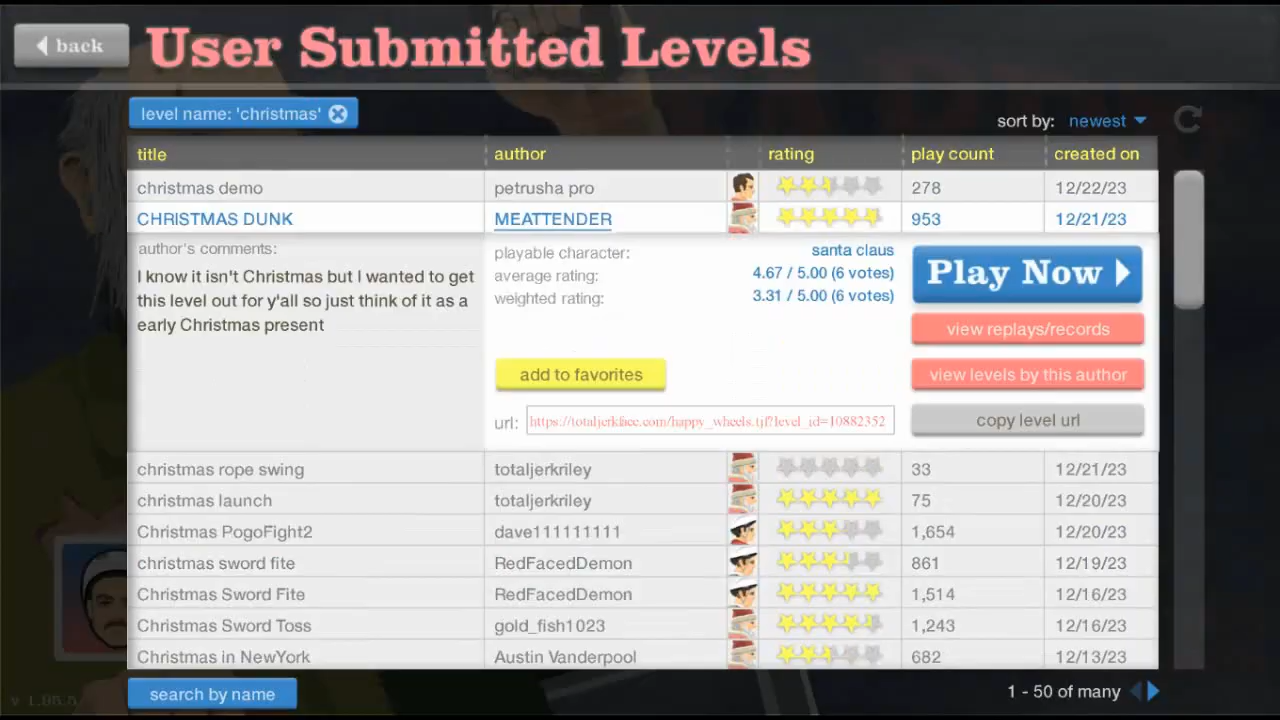 back
User Submitted Levels
level name: 'christmas'
sort by: newest
title author rating play count created on
christmas demo petrusha pro 278 12/22/23
CHRISTMAS DUNK MEATTENDER 953 12/21/23
author's comments:
I know it isn't Christmas but I wanted to get
this level out for y'all so just think of it as a
early Christmas present
playable character: santa claus
average rating: 4.67 / 5.00 (6 votes)
weighted rating: 3.31 / 5.00 (6 votes)
add to favorites
url: https://totaljerkface.com/happy_wheels.tjf?level_id=10882352
Play Now
view replays/records
view levels by this author
copy level url
christmas rope swing totaljerkriley 33 12/21/23
christmas launch totaljerkriley 75 12/20/23
Christmas PogoFight2 dave111111111 1,654 12/20/23
christmas sword fite RedFacedDemon 861 12/19/23
Christmas Sword Fite RedFacedDemon 1,514 12/16/23
Christmas Sword Toss gold_fish1023 1,243 12/16/23
Christmas in NewYork Austin Vanderpool 682 12/13/23
v 1.95.5
search by name
1 - 50 of many